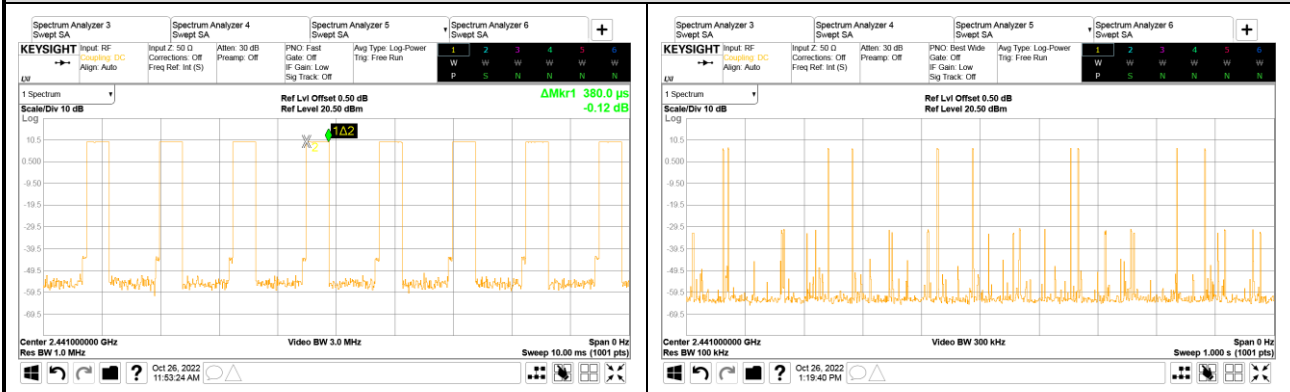 Spectrum Analyzer 3
Swept SA
Spectrum Analyzer 4
Swept SA
Spectrum Analyzer 5
Swept SA
Spectrum Analyzer 6
Swept SA
+
KEYSIGHT
Input: RF
Coupling: DC
Align: Auto
Input Z: 50 Ω
Corrections: Off
Freq Ref: Int (S)
Atten: 30 dB
Preamp: Off
PNO: Fast
Gate: Off
IF Gain: Low
Sig Track: Off
Avg Type: Log-Power
Trig: Free Run
1 2 3 4 5 6
W W W W W W
P S N N N N
LXI
1 Spectrum
Scale/Div 10 dB
Ref Lvl Offset 0.50 dB
Ref Level 20.50 dBm
ΔMkr1 380.0 µs
-0.12 dB
Log
10.5
0.500
-9.50
-19.5
-29.5
-39.5
-49.5
-59.5
-69.5
1Δ2
X2
Center 2.441000000 GHz
Res BW 1.0 MHz
Video BW 3.0 MHz
Span 0 Hz
Sweep 10.00 ms (1001 pts)
?
Oct 26, 2022
11:53:24 AM
Spectrum Analyzer 3
Swept SA
Spectrum Analyzer 4
Swept SA
Spectrum Analyzer 5
Swept SA
Spectrum Analyzer 6
Swept SA
+
KEYSIGHT
Input: RF
Coupling: DC
Align: Auto
Input Z: 50 Ω
Corrections: Off
Freq Ref: Int (S)
Atten: 30 dB
Preamp: Off
PNO: Best Wide
Gate: Off
IF Gain: Low
Sig Track: Off
Avg Type: Log-Power
Trig: Free Run
1 2 3 4 5 6
W W W W W W
P S N N N N
LXI
1 Spectrum
Scale/Div 10 dB
Ref Lvl Offset 0.50 dB
Ref Level 20.50 dBm
Log
10.5
0.500
-9.50
-19.5
-29.5
-39.5
-49.5
-59.5
-69.5
Center 2.441000000 GHz
Res BW 100 kHz
Video BW 300 kHz
Span 0 Hz
Sweep 1.000 s (1001 pts)
?
Oct 26, 2022
1:19:40 PM